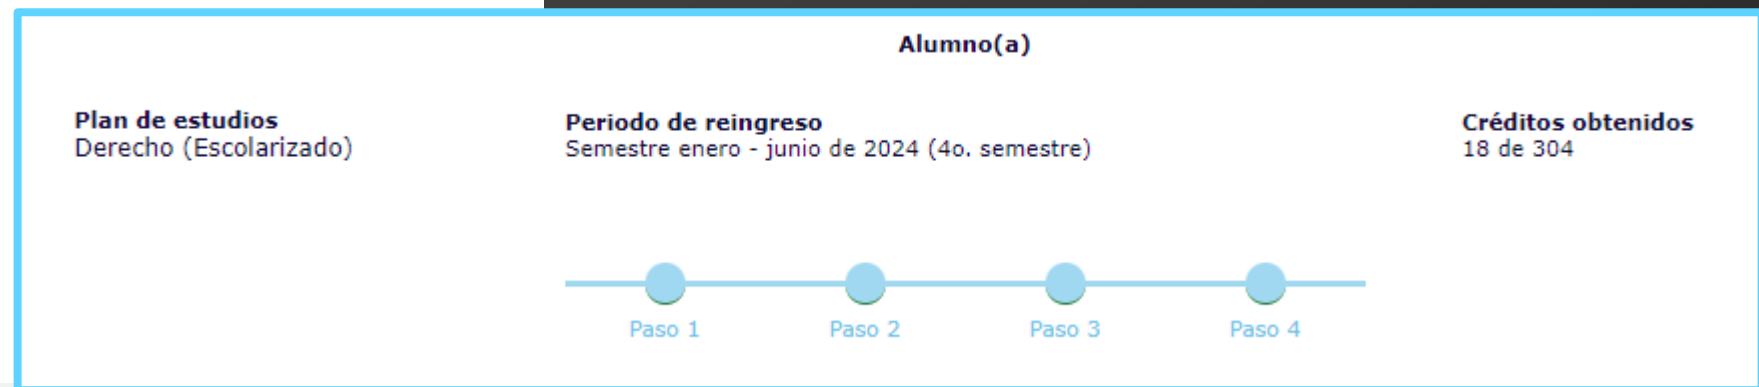 Alumno(a)
Plan de estudios
Derecho (Escolarizado)
Periodo de reingreso
Semestre enero - junio de 2024 (4o. semestre)
Créditos obtenidos
18 de 304
Paso 1
Paso 2
Paso 3
Paso 4